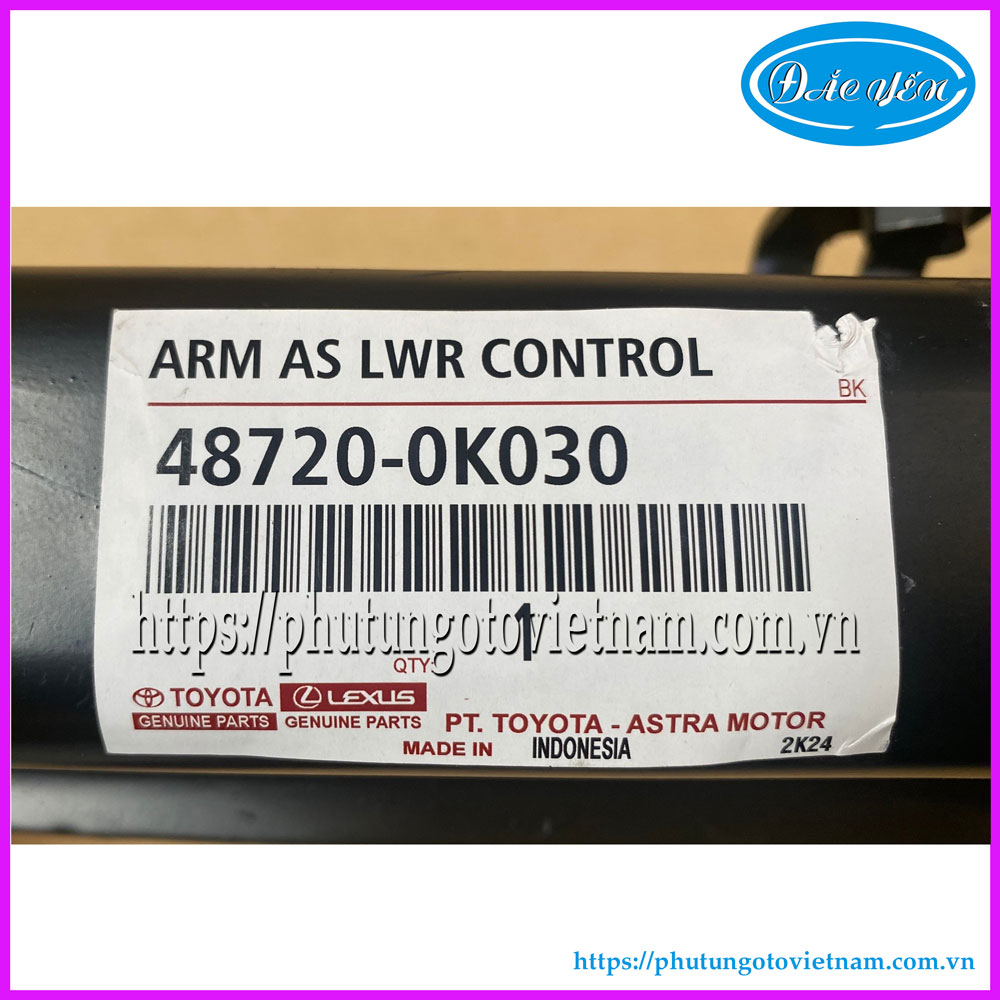 ĐẮC YẾN
ARM AS LWR CONTROL
BK
48720-0K030
https://phutungotovietnam.com.vn
QTY: 1
TOYOTA LEXUS
GENUINE PARTS GENUINE PARTS PT. TOYOTA - ASTRA MOTOR
MADE IN INDONESIA 2K24
https://phutungotovietnam.com.vn